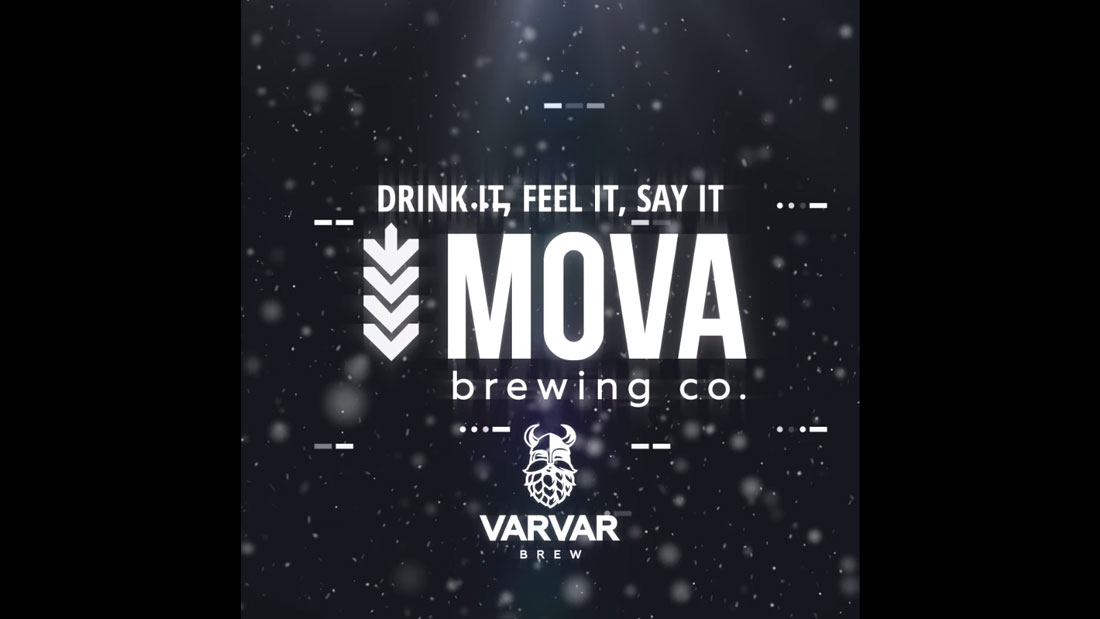 DRINK IT, FEEL IT, SAY IT
MOVA
brewing co.
VARVAR
BREW